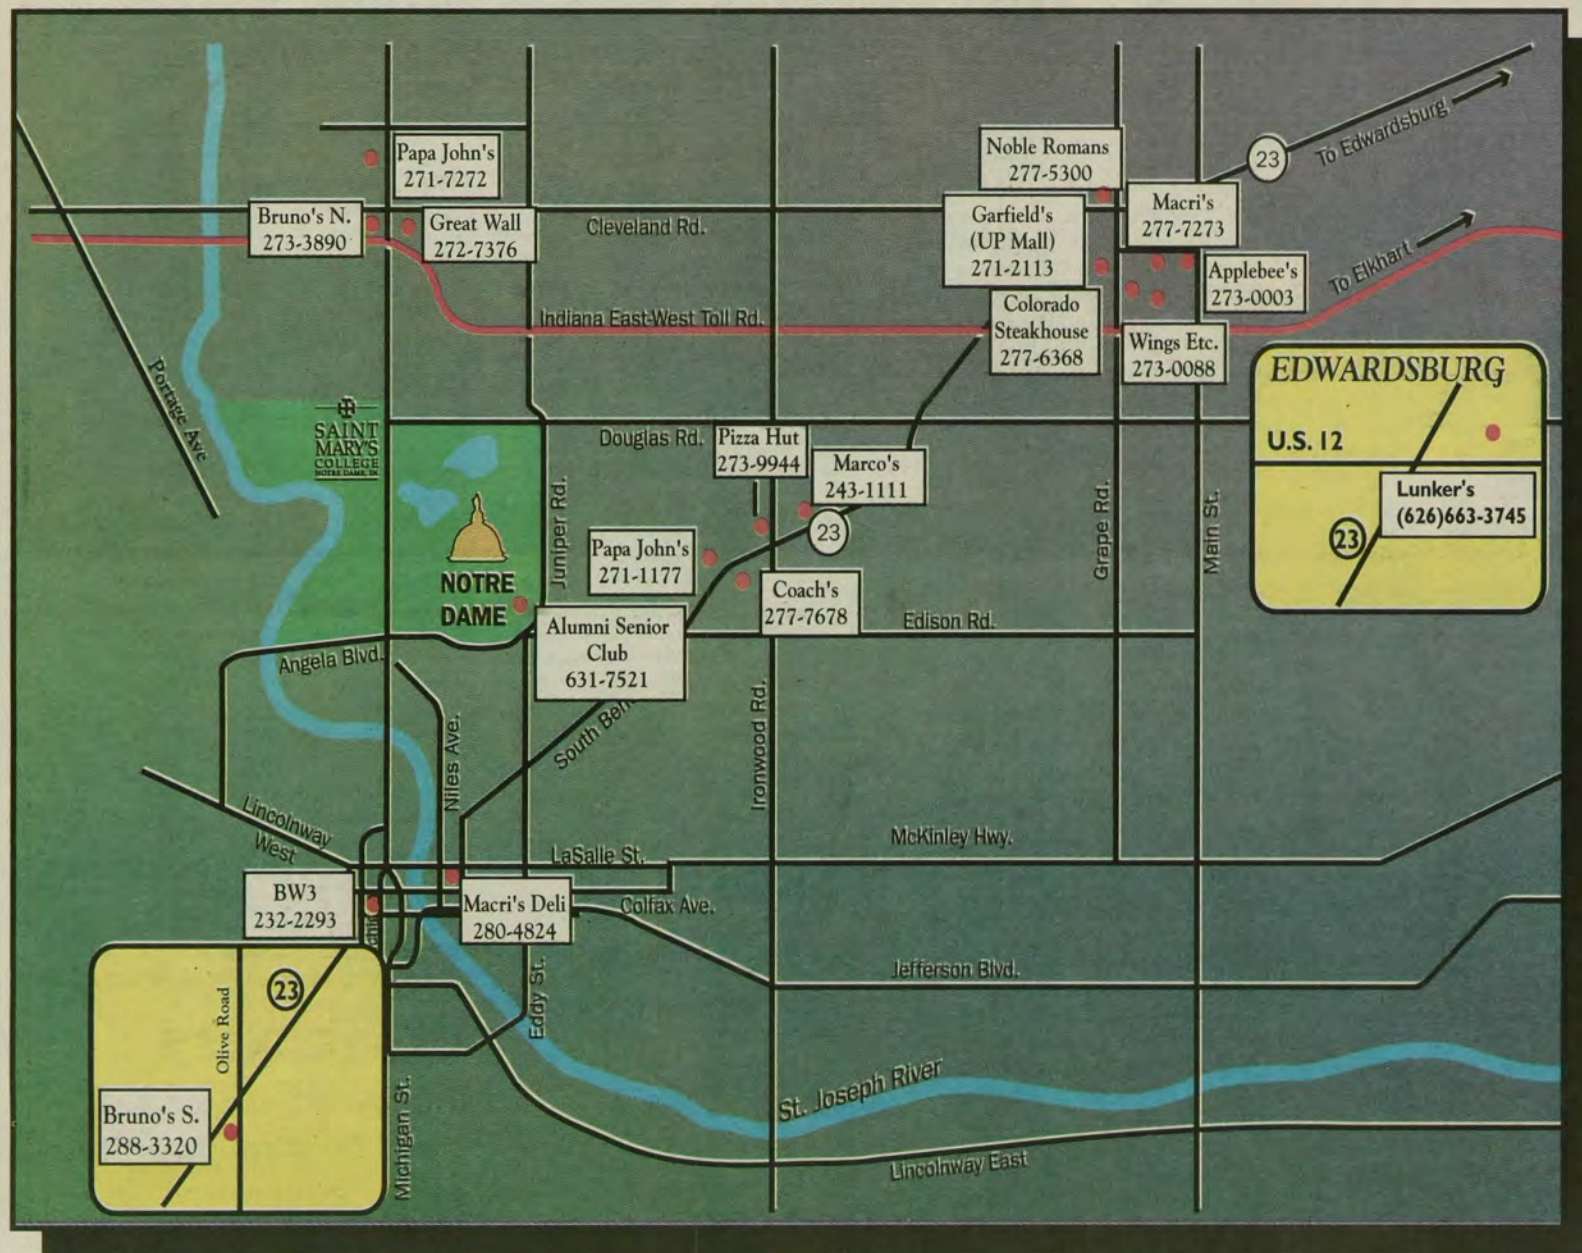 To Edwardsburg
23
Noble Romans
277-5300
Papa John's
271-7272
Bruno's N.
273-3890
Great Wall
272-7376
Cleveland Rd.
Garfield's
(UP Mall)
271-2113
Macri's
277-7273
To Elkhart
Applebee's
273-0003
Indiana East-West Toll Rd.
Colorado
Steakhouse
277-6368
Wings Etc.
273-0088
Portage Ave
EDWARDSBURG
U.S. 12
Lunker's
(626)663-3745
23
SAINT
MARY'S
COLLEGE
NOTRE DAME, IN
Douglas Rd.
Pizza Hut
273-9944
Marco's
243-1111
23
Juniper Rd.
Grape Rd.
Main St.
Papa John's
271-1177
NOTRE
DAME
Coach's
277-7678
Alumni Senior
Club
631-7521
Edison Rd.
Angela Blvd.
South
Niles Ave.
Ironwood Rd.
Lincolnway
West
LaSalle St.
McKinley Hwy.
BW3
232-2293
Macri's Deli
280-4824
Colfax Ave.
Jefferson Blvd.
Eddy St.
23
Olive Road
Bruno's S.
288-3320
Michigan St.
St. Joseph River
Lincolnway East